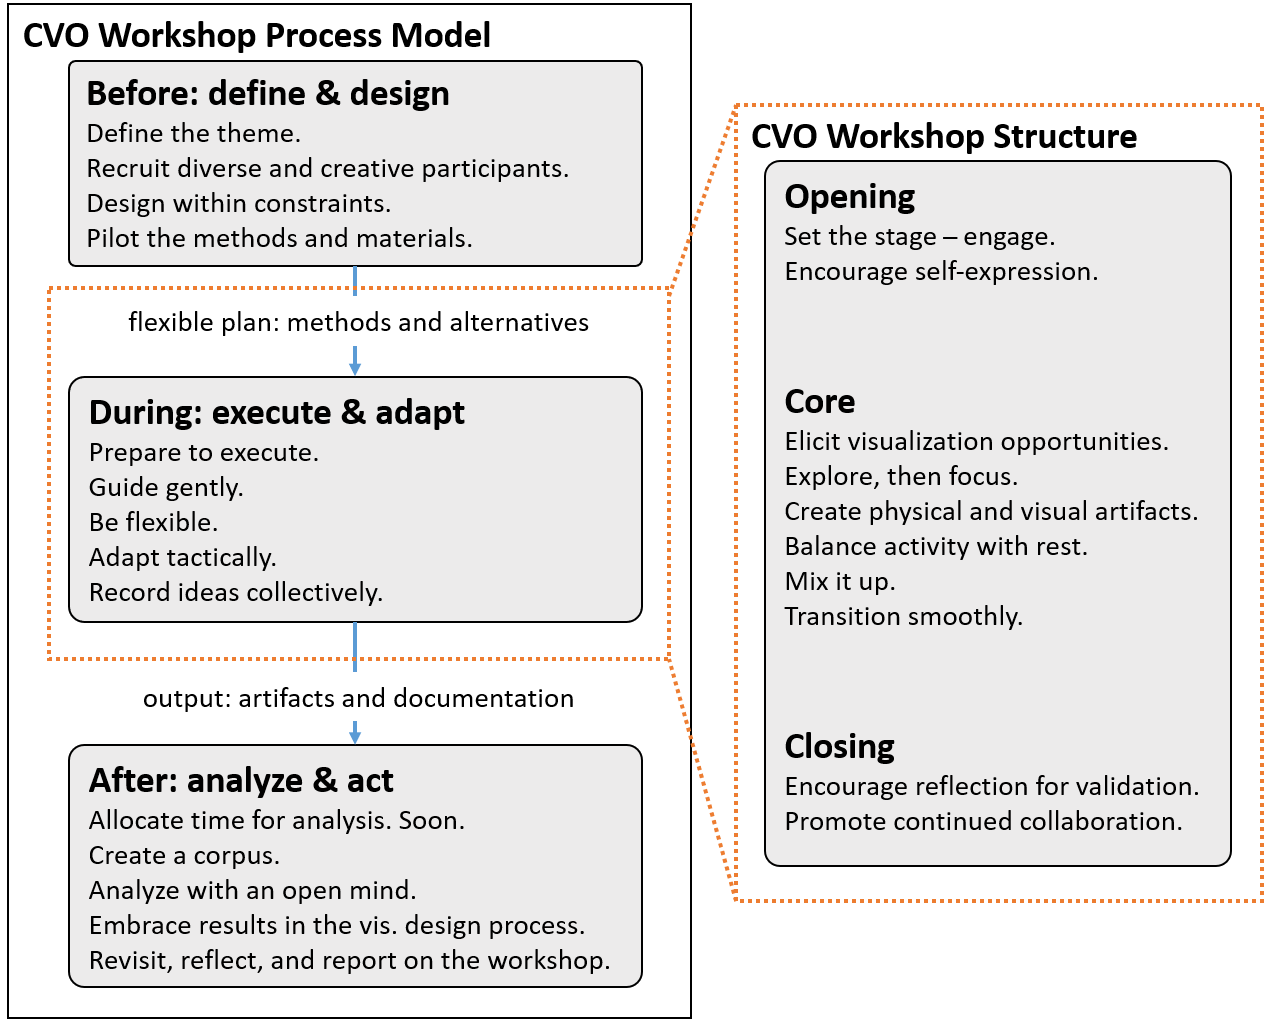 CVO Workshop Process Model
Before: define & design
Define the theme.
Recruit diverse and creative participants.
Design within constraints.
Pilot the methods and materials.
flexible plan: methods and alternatives
During: execute & adapt
Prepare to execute.
Guide gently.
Be flexible.
Adapt tactically.
Record ideas collectively.
output: artifacts and documentation
After: analyze & act
Allocate time for analysis. Soon.
Create a corpus.
Analyze with an open mind.
Embrace results in the vis. design process.
Revisit, reflect, and report on the workshop.
CVO Workshop Structure
Opening
Set the stage – engage.
Encourage self-expression.
Core
Elicit visualization opportunities.
Explore, then focus.
Create physical and visual artifacts.
Balance activity with rest.
Mix it up.
Transition smoothly.
Closing
Encourage reflection for validation.
Promote continued collaboration.